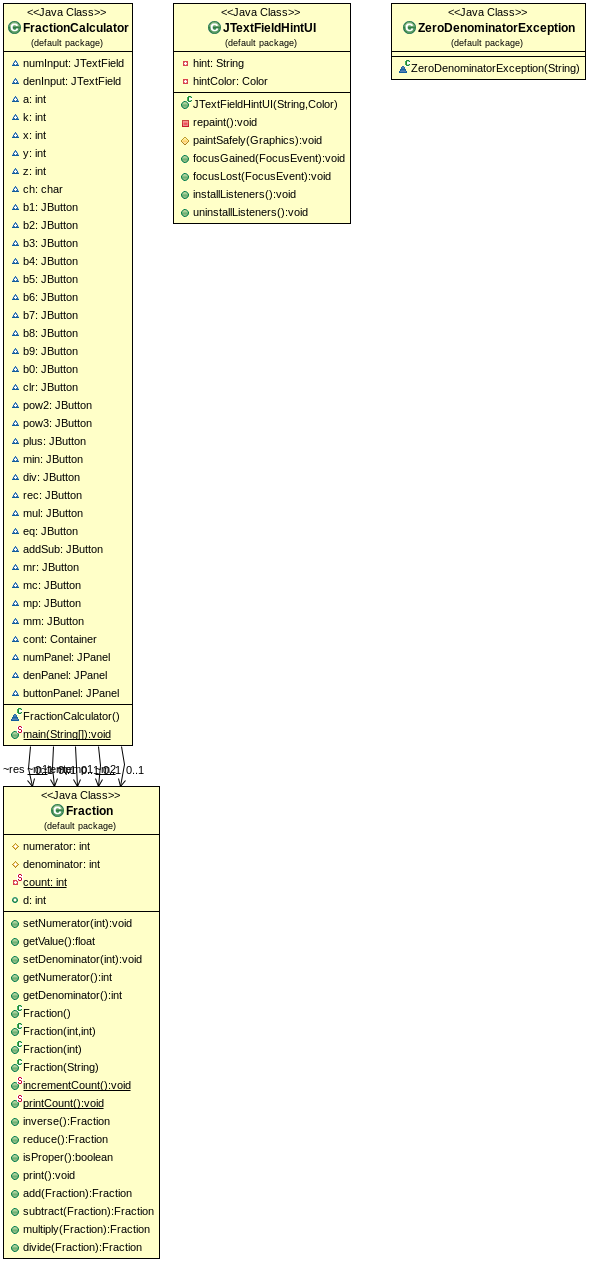 <<Java Class>>
FractionCalculator
(default package)
numInput: JTextField
denInput: JTextField
a: int
k: int
x: int
y: int
z: int
ch: char
b1: JButton
b2: JButton
b3: JButton
b4: JButton
b5: JButton
b6: JButton
b7: JButton
b8: JButton
b9: JButton
b0: JButton
clr: JButton
pow2: JButton
pow3: JButton
plus: JButton
min: JButton
div: JButton
rec: JButton
mul: JButton
eq: JButton
addSub: JButton
mr: JButton
mc: JButton
mp: JButton
mm: JButton
cont: Container
numPanel: JPanel
denPanel: JPanel
buttonPanel: JPanel
FractionCalculator()
main(String[]):void
<<Java Class>>
JTextFieldHintUI
(default package)
hint: String
hintColor: Color
JTextFieldHintUI(String,Color)
repaint():void
paintSafely(Graphics):void
focusGained(FocusEvent):void
focusLost(FocusEvent):void
installListeners():void
uninstallListeners():void
<<Java Class>>
ZeroDenominatorException
(default package)
ZeroDenominatorException(String)
~res
0..1
<<Java Class>>
Fraction
(default package)
numerator: int
denominator: int
count: int
d: int
setNumerator(int):void
getValue():float
setDenominator(int):void
getNumerator():int
getDenominator():int
Fraction()
Fraction(int,int)
Fraction(int)
Fraction(String)
incrementCount():void
printCount():void
inverse():Fraction
reduce():Fraction
isProper():boolean
print():void
add(Fraction):Fraction
subtract(Fraction):Fraction
multiply(Fraction):Fraction
divide(Fraction):Fraction